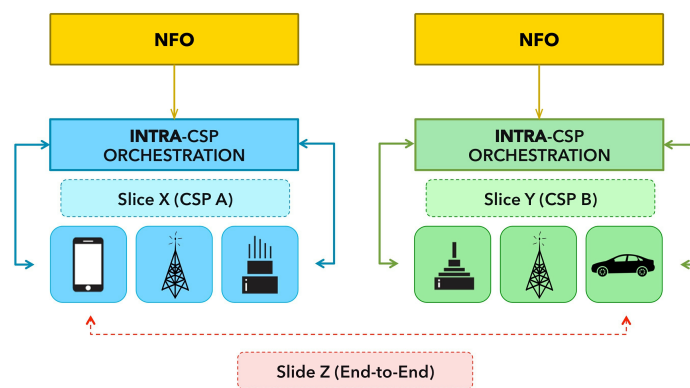 NFO
NFO
INTRA-CSP
ORCHESTRATION
INTRA-CSP
ORCHESTRATION
Slice X (CSP A)
Slice Y (CSP B)
Slide Z (End-to-End)